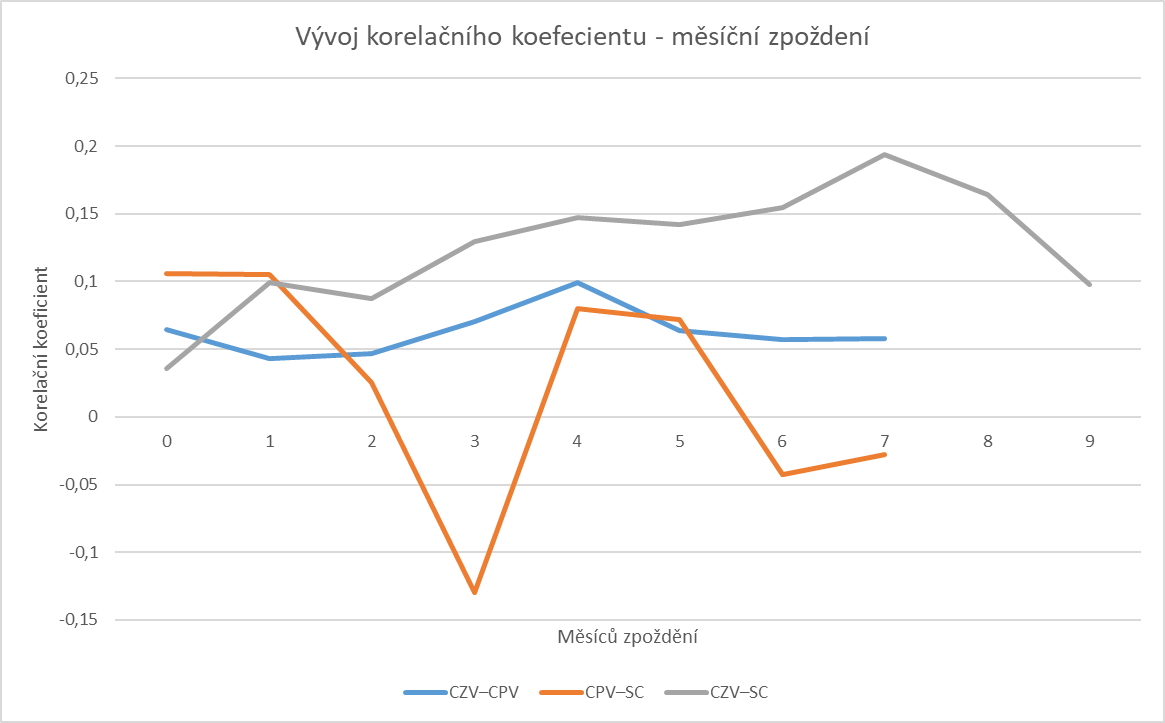 Vývoj korelačního koefecientu - měsíční zpoždení
0,25
0,2
0,15
0,1
0,05
0
-0,05
-0,1
-0,15
Korelační koeficient
0 1 2 3 4 5 6 7 8 9
Měsíců zpoždění
CZV–CPV CPV–SC CZV–SC